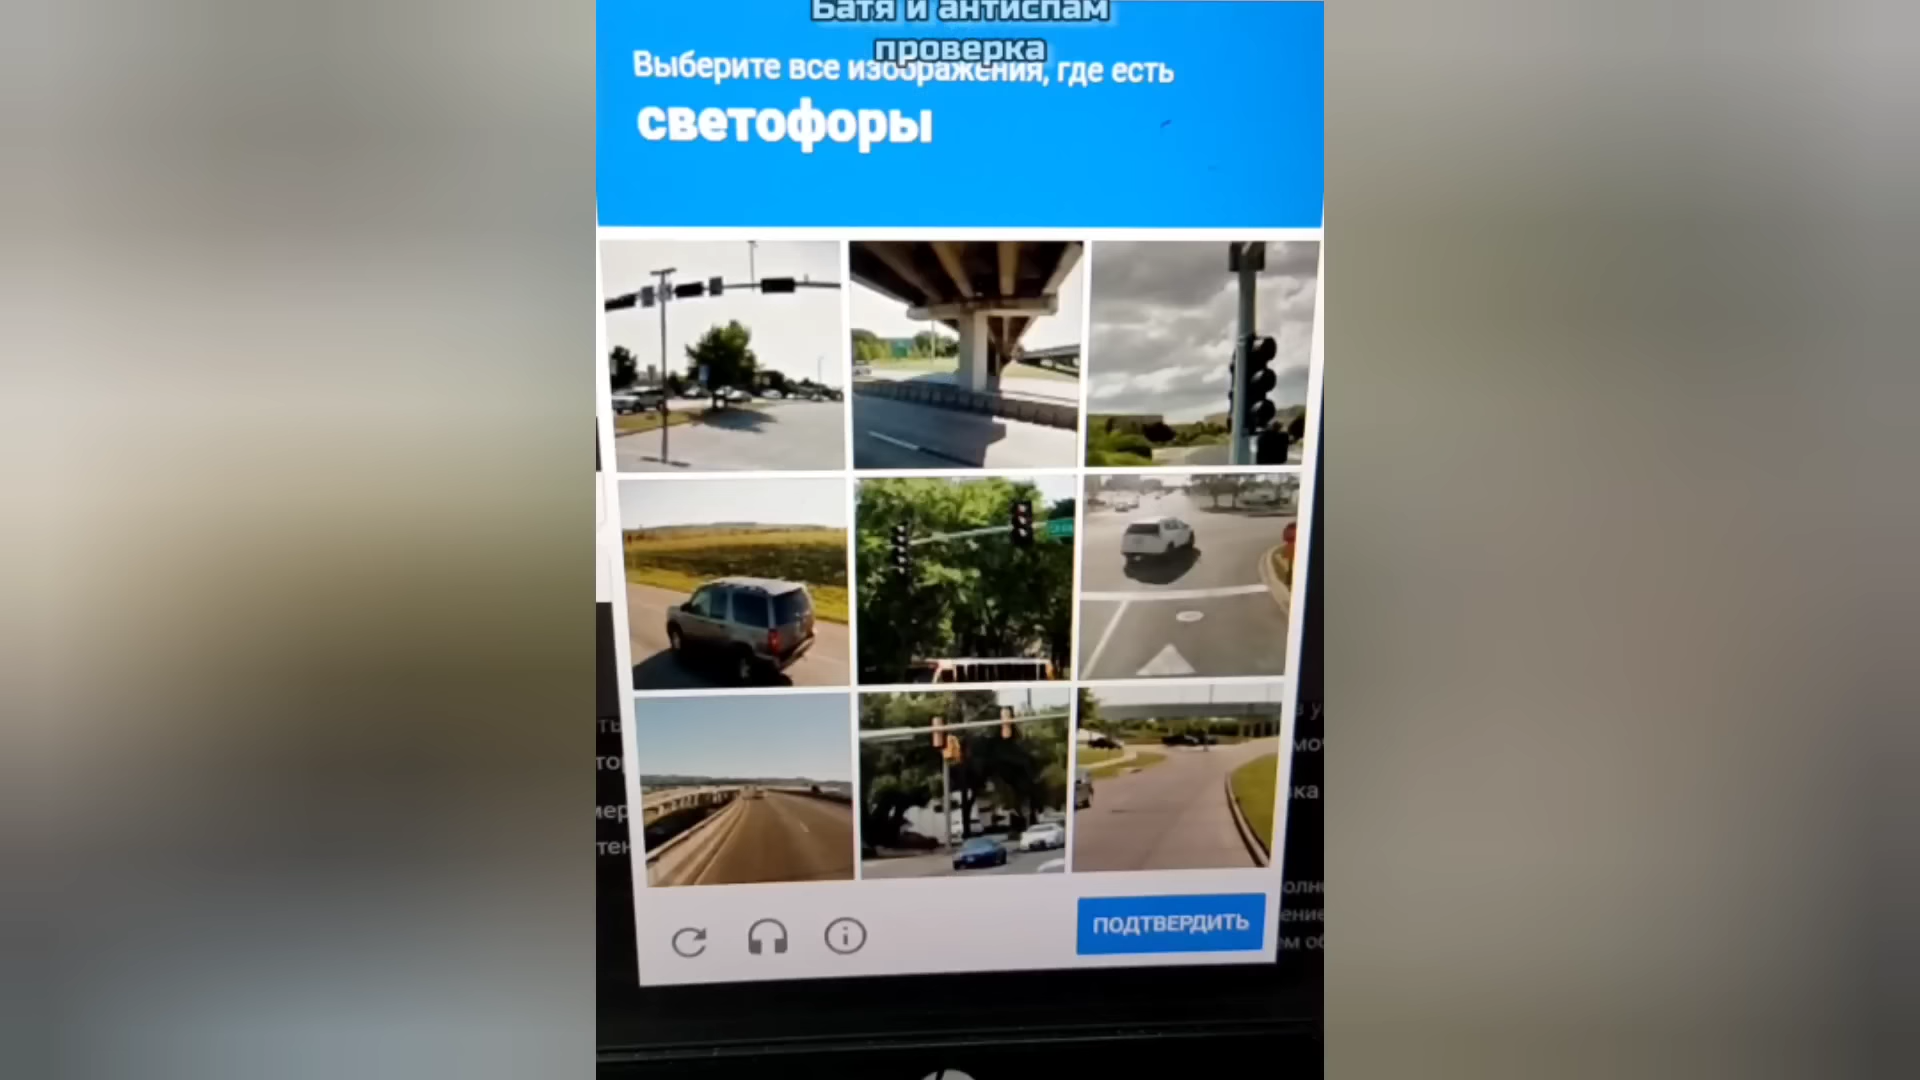 Батя и антиспам
проверка
Выберите все изображения, где есть
светофоры
ПОДТВЕРДИТЬ